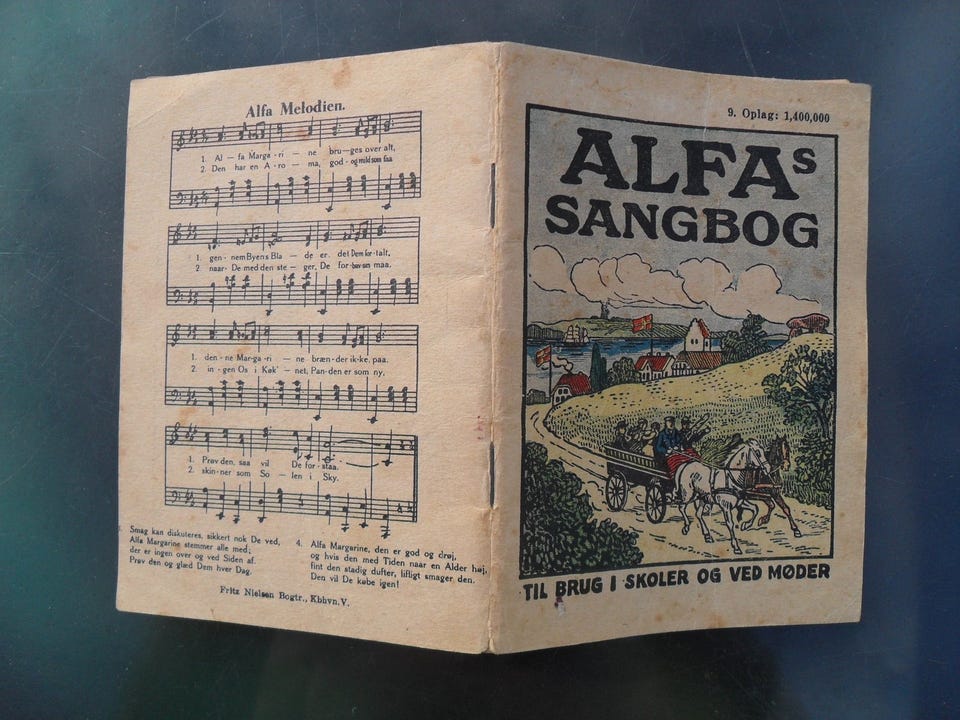 Alfa Melodien.
1. Al — fa Marga - ri — ne bru-ges over alt,
2. Den har en A-ro — ma, god - og mild som faa
1. gen - nem Byens Bla — de er det Dem for-talt,
2. naar De med den ste — ger, De for-bav-ses maa.
1. den - ne Mar-ga - ri — ne bræn-der ik-ke, paa.
2. in - gen Os i Køk' — net, Pan-den er som ny,
1. Prøv den, saa vil De for-staa.
2. skin-ner som So — len i Sky.
Smag kan diskuteres, sikkert nok De ved,
Alfa Margarine stemmer alle med;
der er ingen over og ved Siden af.
Prøv den og glæd Dem hver Dag.
4. Alfa Margarine, den er god og drøj,
og hvis den med Tiden naar en Alder høj,
fint den stadig dufter, lifligt smager den.
Den vil De købe igen!
Fritz Nielsen Bogtr., Kbhvn. V.
9. Oplag: 1,400,000
ALFAs
SANGBOG
TIL BRUG I SKOLER OG VED MØDER